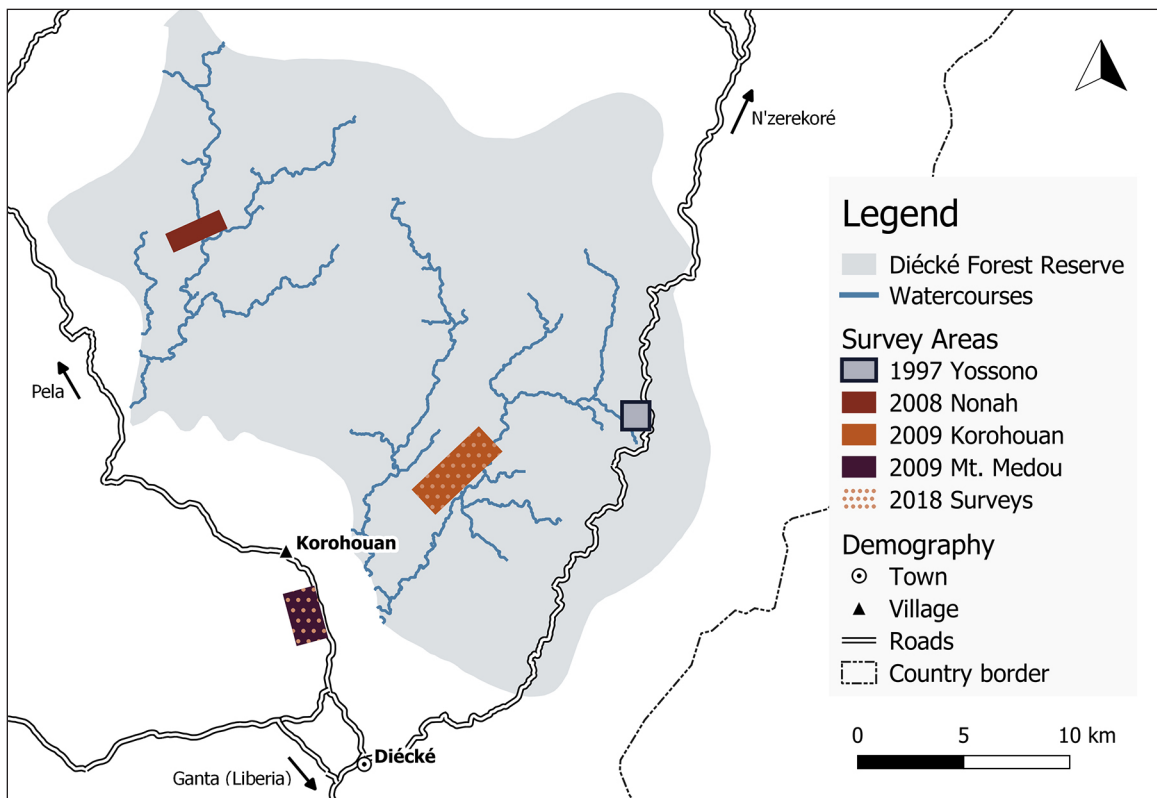 N'zerekoré
Pela
Korohouan
Diécké
Ganta (Liberia)
Legend
Diécké Forest Reserve
Watercourses
Survey Areas
1997 Yossono
2008 Nonah
2009 Korohouan
2009 Mt. Medou
2018 Surveys
Demography
Town
Village
Roads
Country border
0 5 10 km